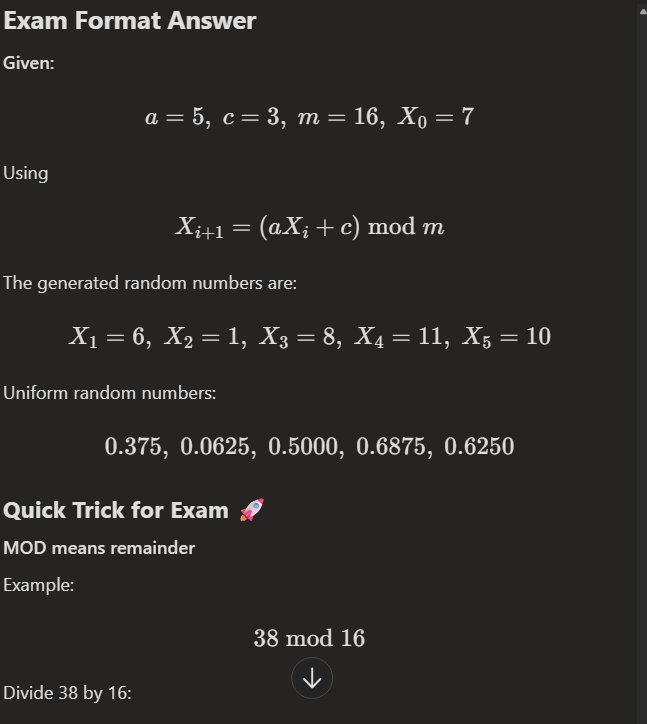 Exam Format Answer
Given:
a = 5, c = 3, m = 16, X₀ = 7
Using
Xᵢ₊₁ = (aXᵢ + c) mod m
The generated random numbers are:
X₁ = 6, X₂ = 1, X₃ = 8, X₄ = 11, X₅ = 10
Uniform random numbers:
0.375, 0.0625, 0.5000, 0.6875, 0.6250
Quick Trick for Exam 🚀
MOD means remainder
Example:
38 mod 16
Divide 38 by 16: